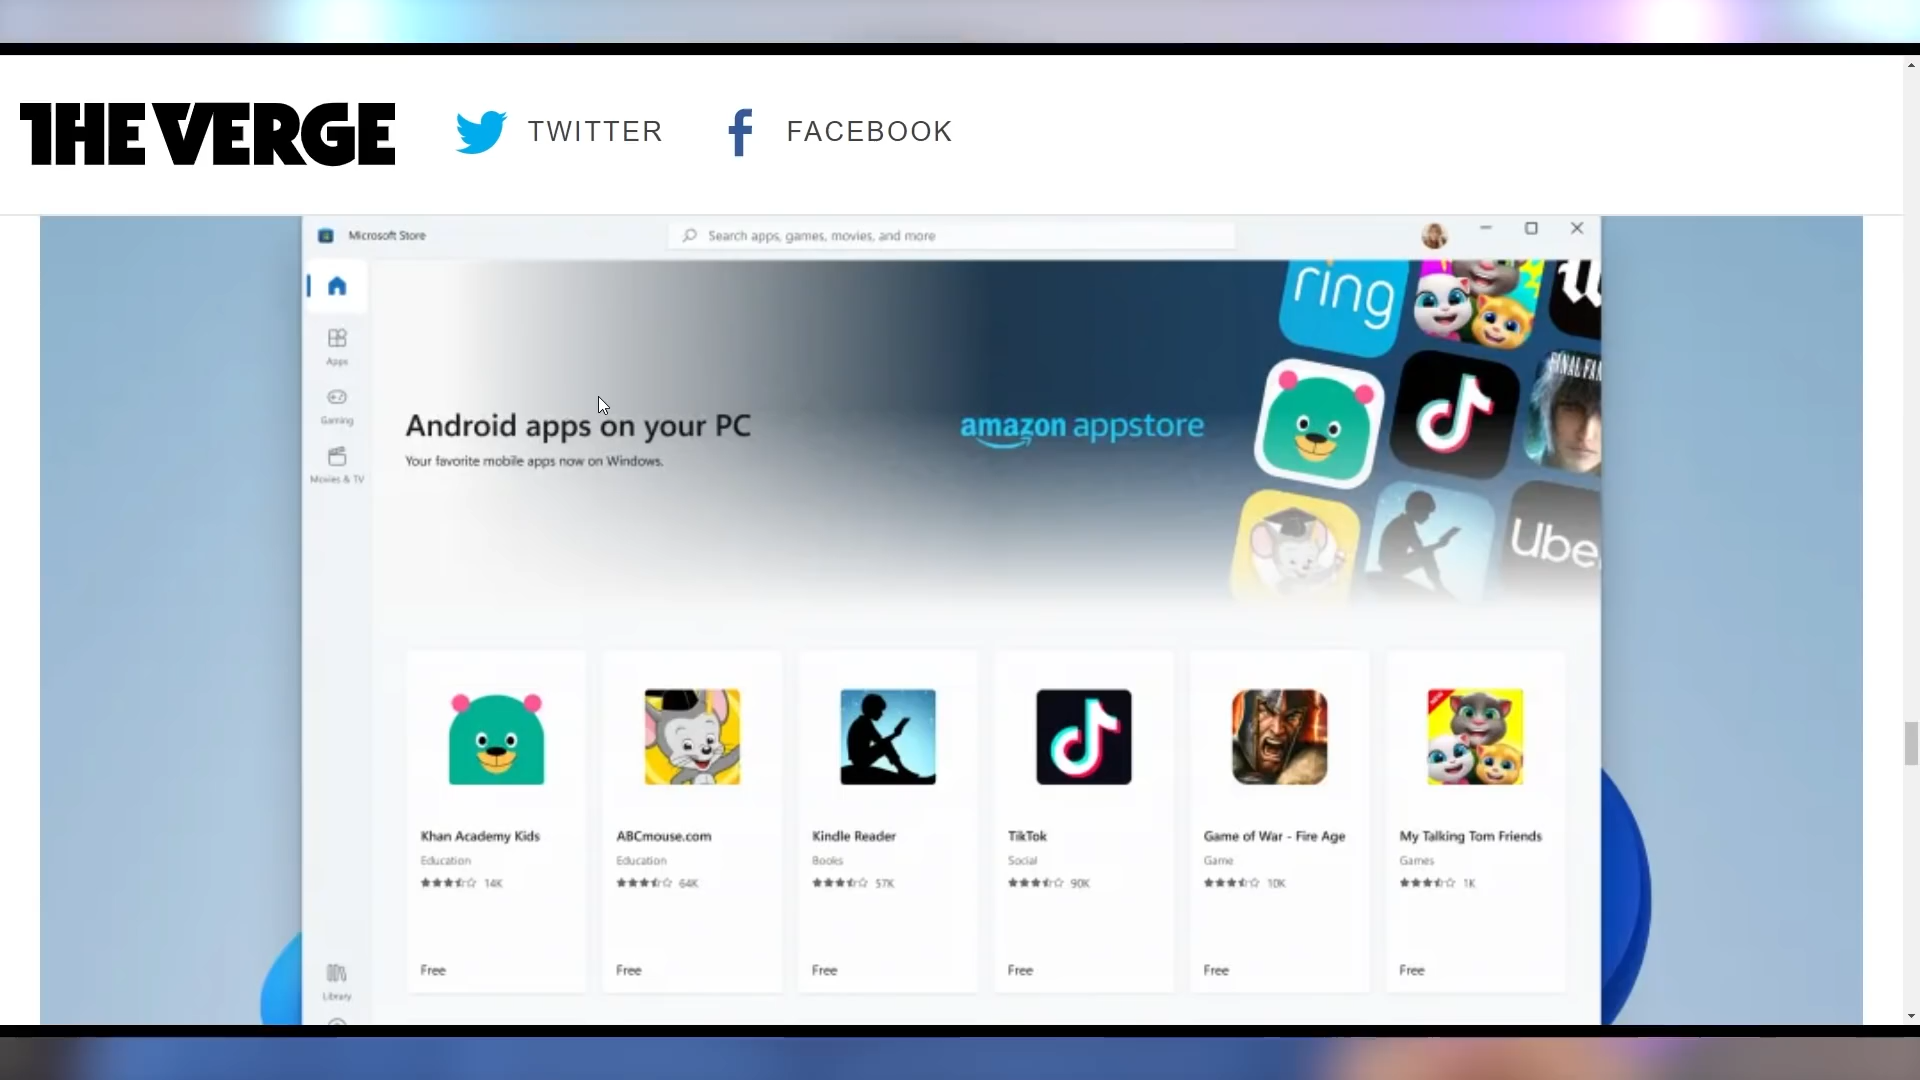 THE VERGE
TWITTER
FACEBOOK
Microsoft Store
Search apps, games, movies, and more
ring
Apps
Gaming
Movies & TV
Android apps on your PC
Your favorite mobile apps now on Windows.
amazon appstore
FINAL FAN
Ube
Khan Academy Kids
Education
14K
Free
ABCmouse.com
Education
64K
Free
Kindle Reader
Books
57K
Free
TikTok
Social
90K
Free
Game of War - Fire Age
Game
10K
Free
My Talking Tom Friends
Games
1K
Free
Library